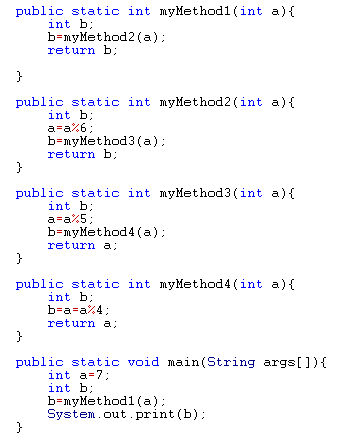 public static int myMethod1(int a){
int b;
b=myMethod2(a);
return b;
}
public static int myMethod2(int a){
int b;
a=a%6;
b=myMethod3(a);
return b;
}
public static int myMethod3(int a){
int b;
a=a%5;
b=myMethod4(a);
return a;
}
public static int myMethod4(int a){
int b;
b=a=a%4;
return a;
}
public static void main(String args[]){
int a=7;
int b;
b=myMethod1(a);
System.out.print(b);
}